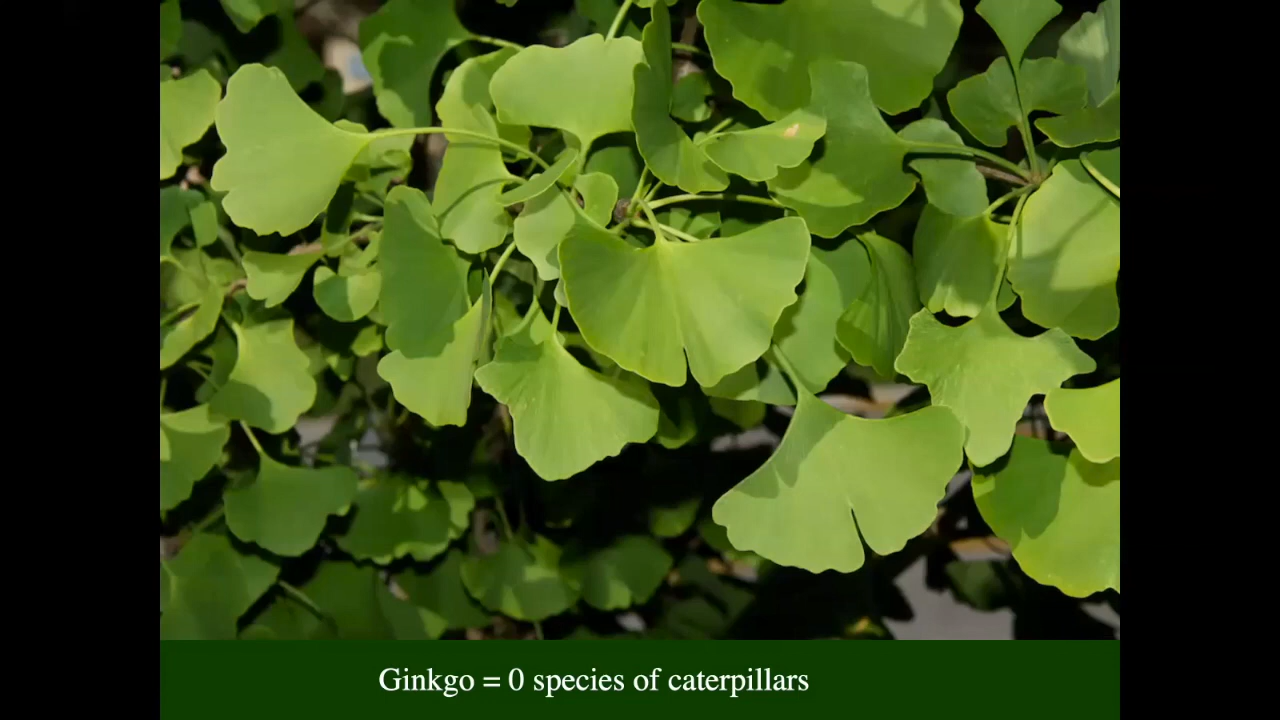 Ginkgo = 0 species of caterpillars